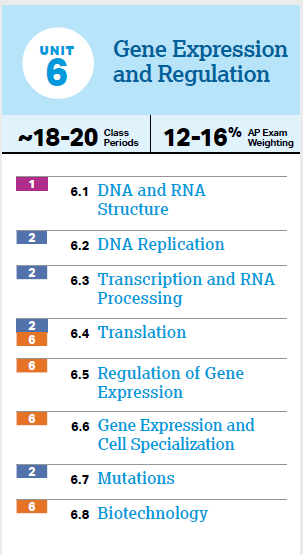 UNIT
6
Gene Expression
and Regulation
~18-20 Class
Periods
12-16% AP Exam
Weighting
1
6.1 DNA and RNA
Structure
2
6.2 DNA Replication
2
6.3 Transcription and RNA
Processing
2
6
6.4 Translation
6
6.5 Regulation of Gene
Expression
6
6.6 Gene Expression and
Cell Specialization
2
6.7 Mutations
6
6.8 Biotechnology